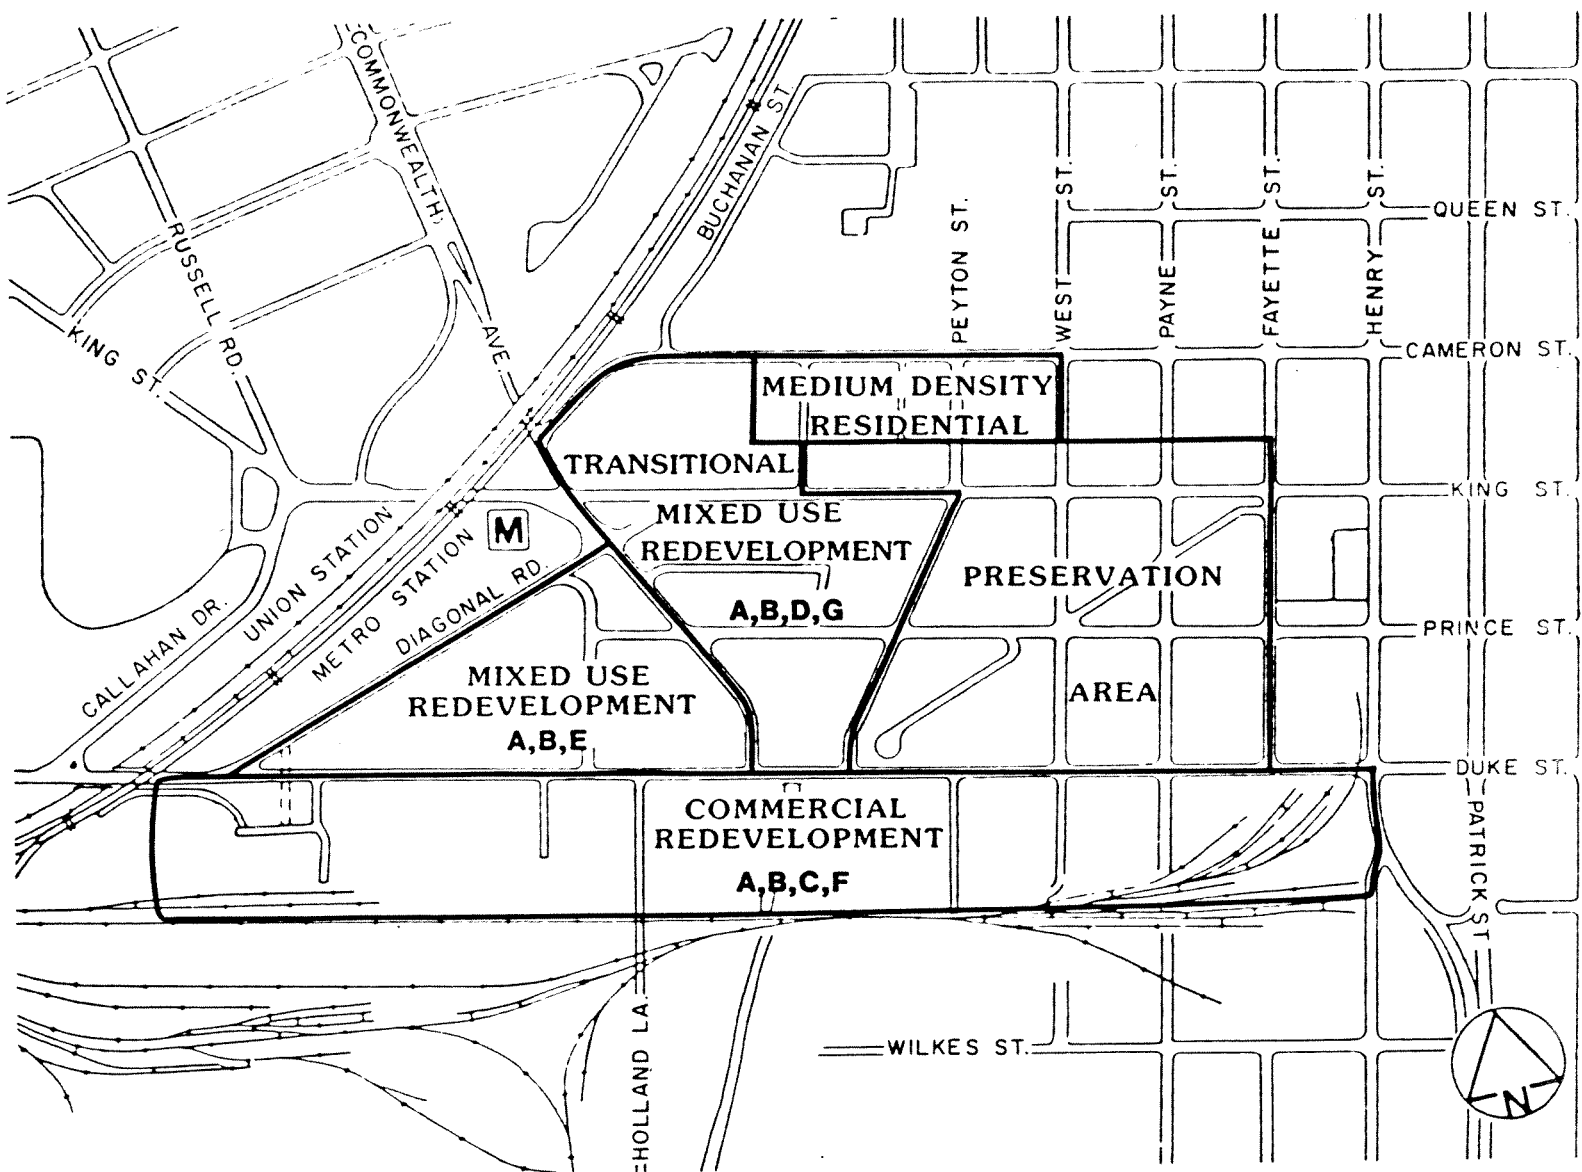 COMMONWEALTH
AVE.
BUCHANAN ST.
RUSSELL RD.
KING ST.
PEYTON ST.
WEST ST.
PAYNE ST.
FAYETTE ST.
HENRY ST.
QUEEN ST.
CAMERON ST.
MEDIUM DENSITY
RESIDENTIAL
TRANSITIONAL
KING ST.
MIXED USE
REDEVELOPMENT
A,B,D,G
M
UNION STATION
METRO STATION
DIAGONAL RD.
CALLAHAN DR.
PRESERVATION
AREA
PRINCE ST.
MIXED USE
REDEVELOPMENT
A,B,E
DUKE ST.
COMMERCIAL
REDEVELOPMENT
A,B,C,F
PATRICK ST.
HOLLAND LA.
WILKES ST.
N